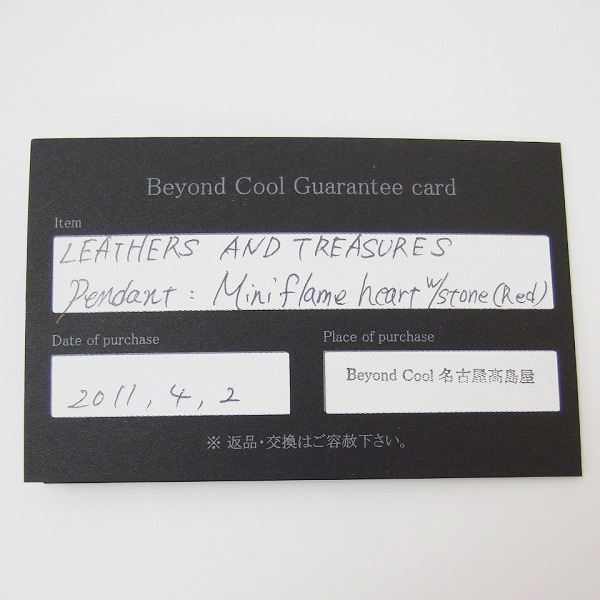 Beyond Cool Guarantee card
Item
LEATHERS AND TREASURES
Pendant : Mini flame heart w/stone (Red)
Date of purchase
Place of purchase
2011, 4, 2
Beyond Cool 名古屋髙島屋
※ 返品・交換はご容赦下さい。